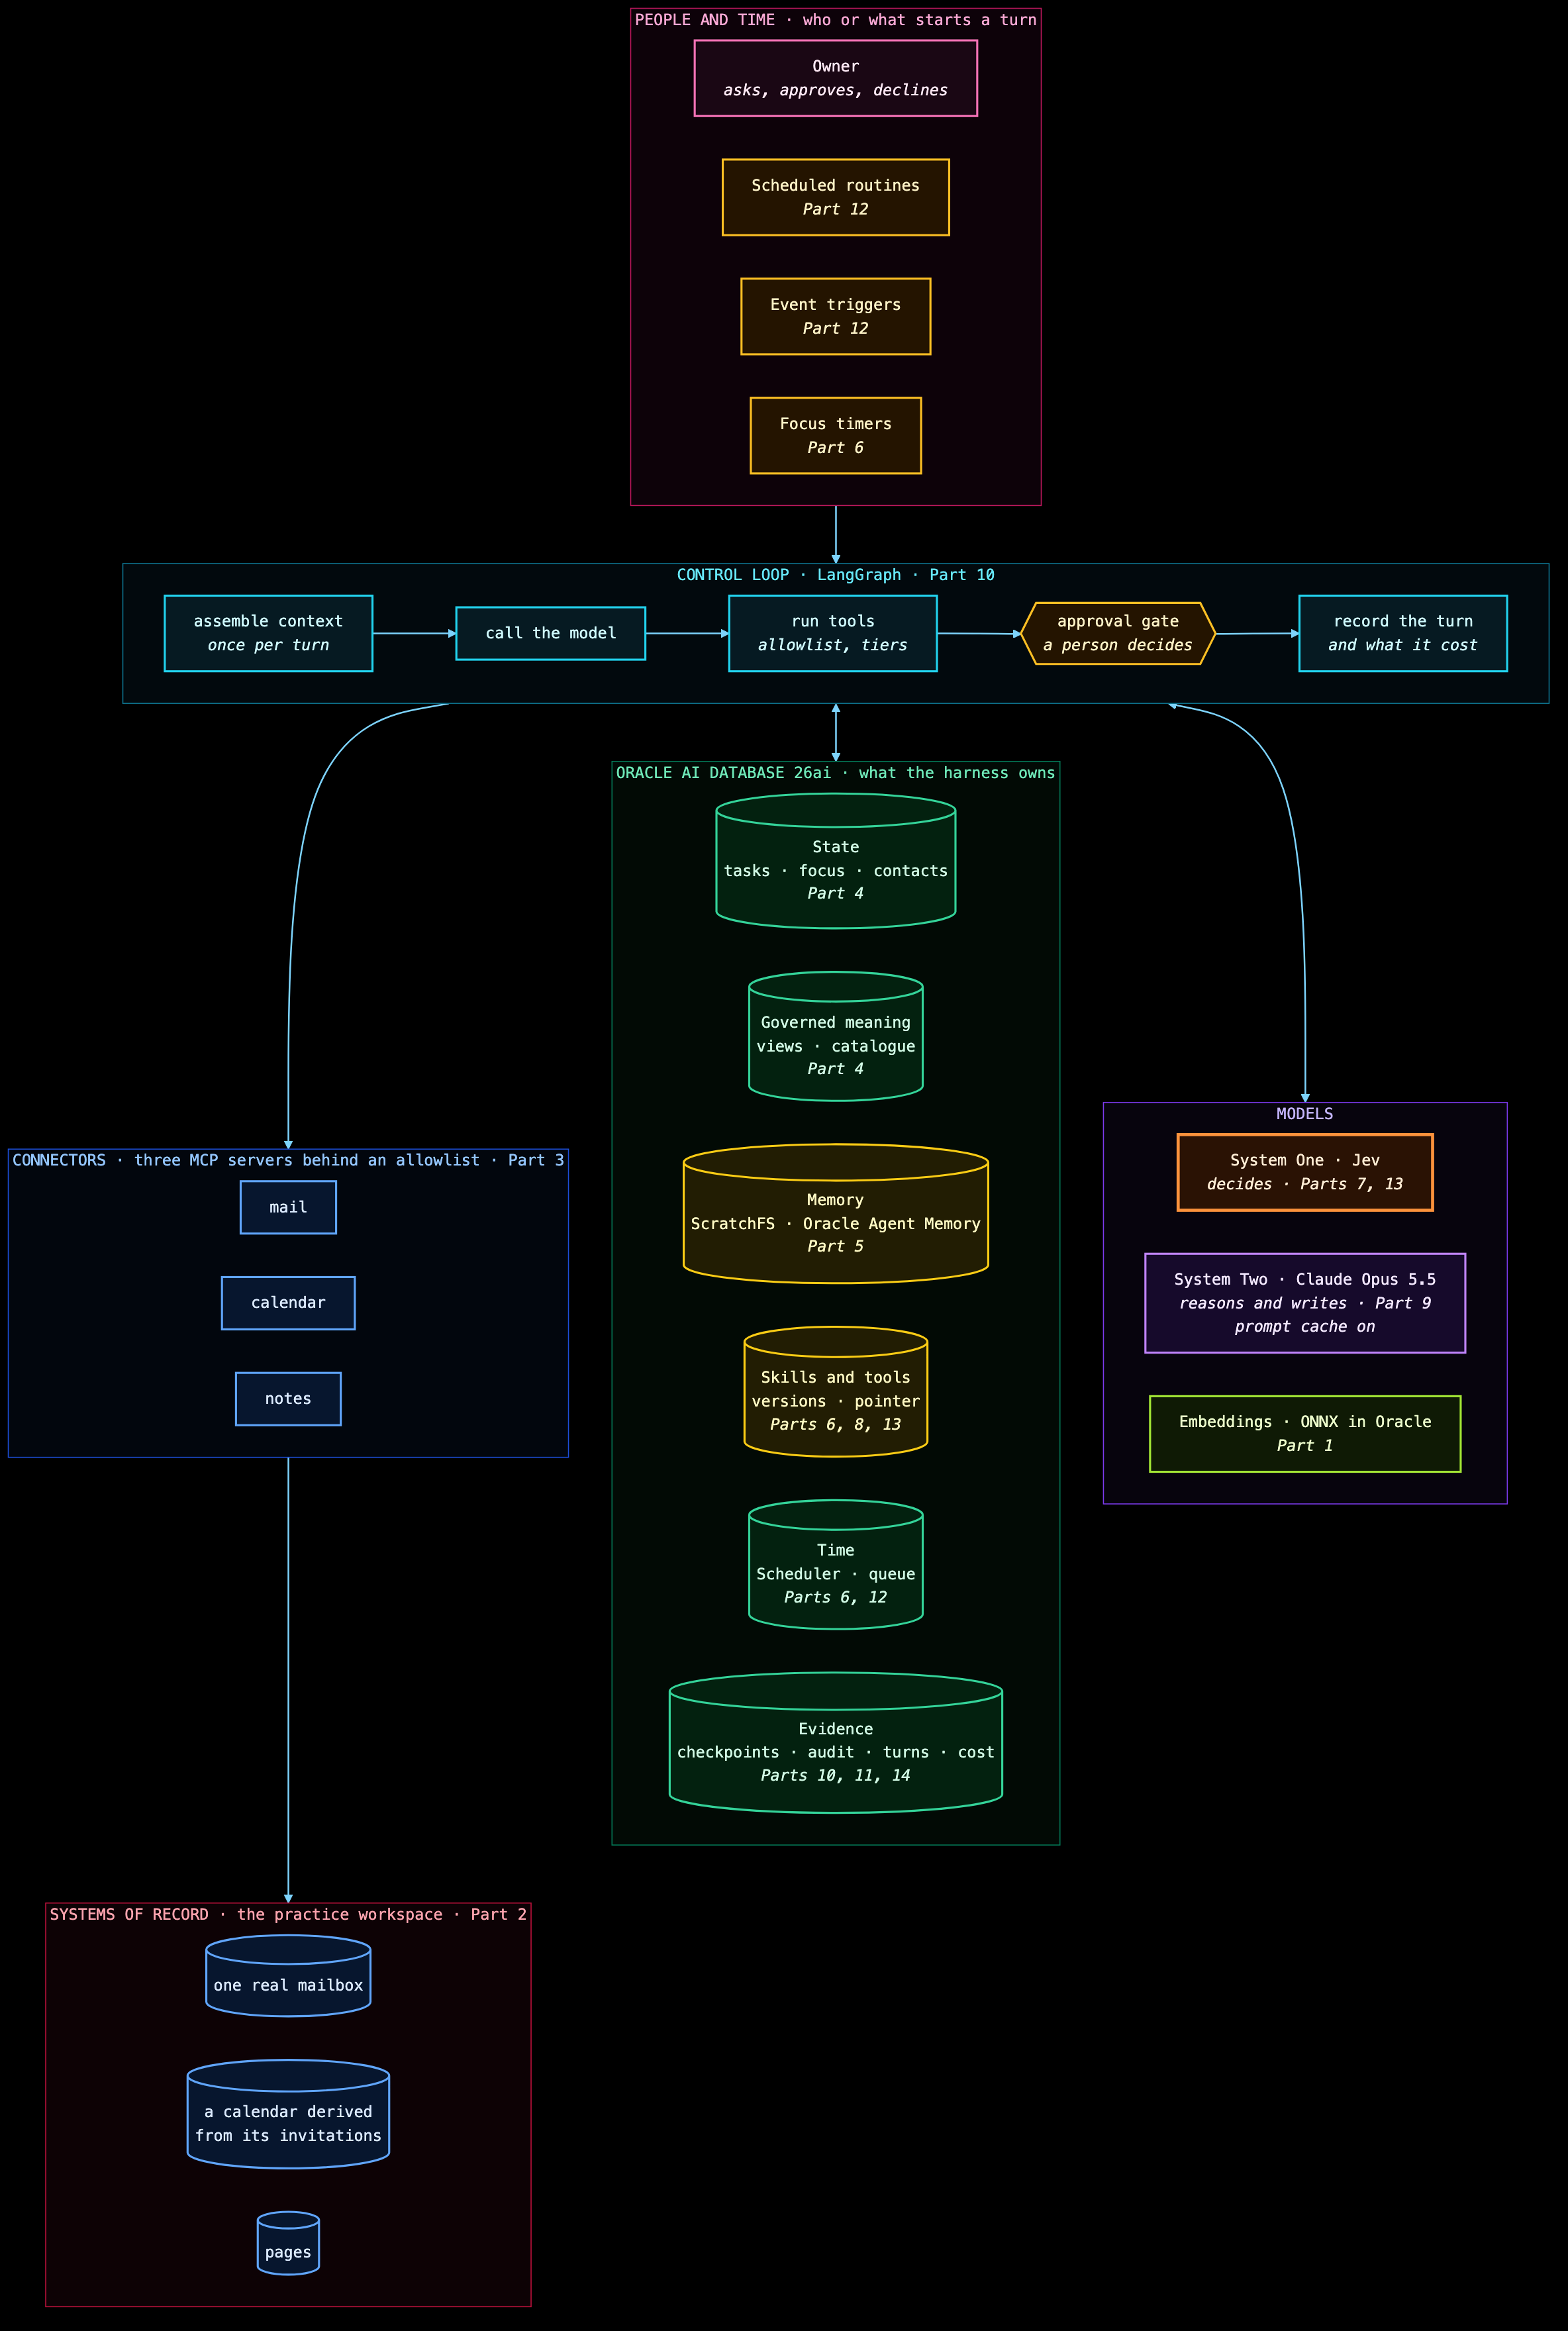 PEOPLE AND TIME · who or what starts a turn
Owner
asks, approves, declines
Scheduled routines
Part 12
Event triggers
Part 12
Focus timers
Part 6
CONTROL LOOP · LangGraph · Part 10
assemble context
once per turn
call the model
run tools
allowlist, tiers
approval gate
a person decides
record the turn
and what it cost
ORACLE AI DATABASE 26ai · what the harness owns
State
tasks · focus · contacts
Part 4
Governed meaning
views · catalogue
Part 4
Memory
ScratchFS · Oracle Agent Memory
Part 5
Skills and tools
versions · pointer
Parts 6, 8, 13
Time
Scheduler · queue
Parts 6, 12
Evidence
checkpoints · audit · turns · cost
Parts 10, 11, 14
CONNECTORS · three MCP servers behind an allowlist · Part 3
mail
calendar
notes
MODELS
System One · Jev
decides · Parts 7, 13
System Two · Claude Opus 5.5
reasons and writes · Part 9
prompt cache on
Embeddings · ONNX in Oracle
Part 1
SYSTEMS OF RECORD · the practice workspace · Part 2
one real mailbox
a calendar derived
from its invitations
pages